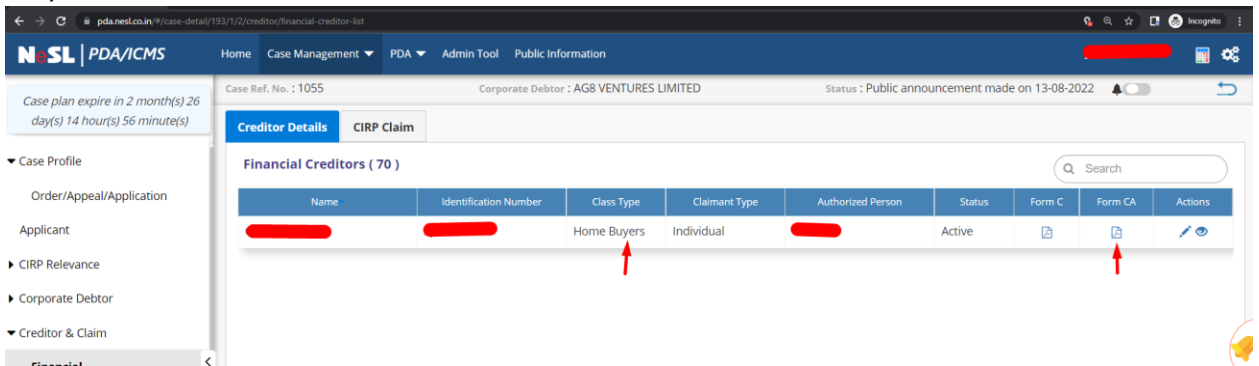 pda.nesl.co.in/#/case-detail/193/1/2/creditor/financial-creditor-list
Incognito
NeSL | PDA/ICMS
Home Case Management PDA Admin Tool Public Information
Case plan expire in 2 month(s) 26
day(s) 14 hour(s) 56 minute(s)
Case Ref. No. : 1055 Corporate Debtor : AG8 VENTURES LIMITED Status : Public announcement made on 13-08-2022
Creditor Details CIRP Claim
Case Profile
Order/Appeal/Application
Applicant
CIRP Relevance
Corporate Debtor
Creditor & Claim
Financial
Financial Creditors ( 70 )
Search
Name Identification Number Class Type Claimant Type Authorized Person Status Form C Form CA Actions
Home Buyers Individual Active